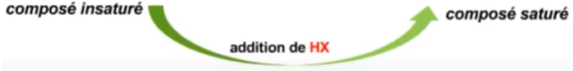 composé insaturé
composé saturé
addition de HX